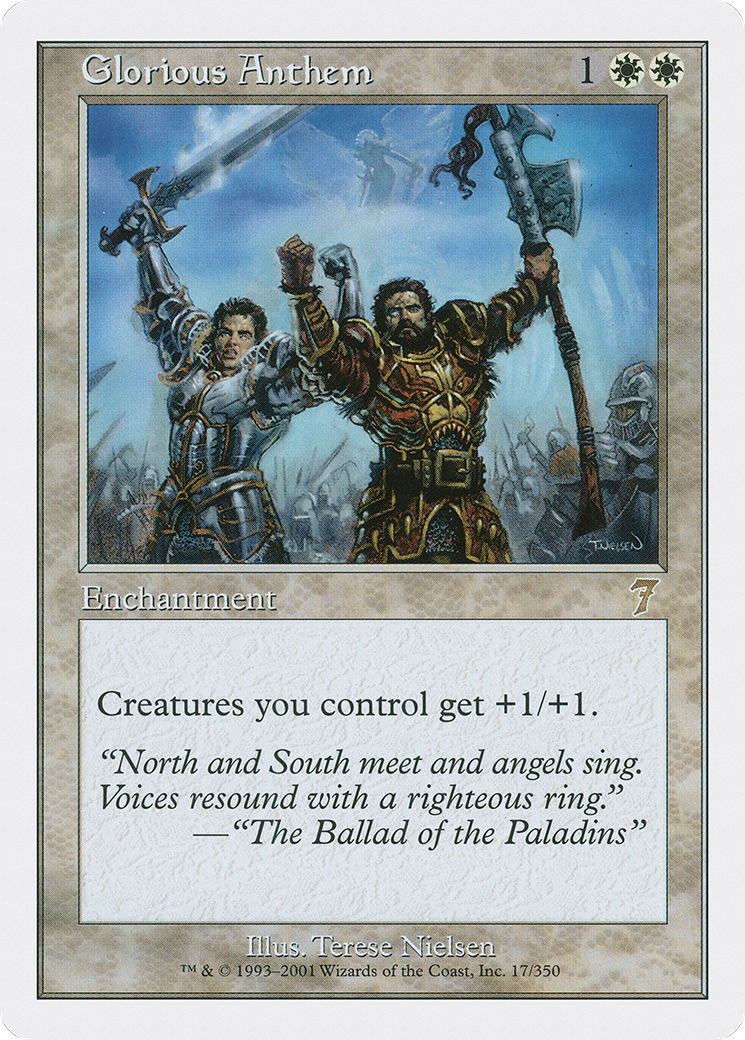 Glorious Anthem 1
T. NIELSEN
Enchantment 7
Creatures you control get +1/+1.
“North and South meet and angels sing.
Voices resound with a righteous ring.”
—“The Ballad of the Paladins”
Illus. Terese Nielsen
™ & © 1993–2001 Wizards of the Coast, Inc. 17/350